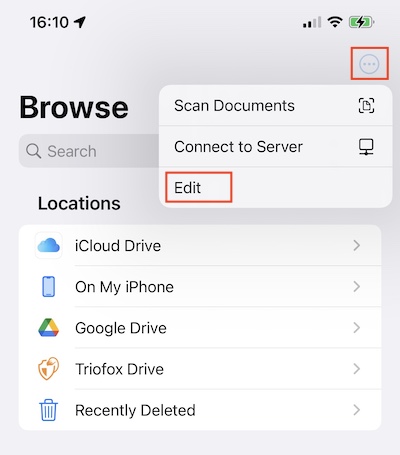 16:10
Browse
Scan Documents
Search
Connect to Server
Edit
Locations
iCloud Drive
On My iPhone
Google Drive
Triofox Drive
Recently Deleted